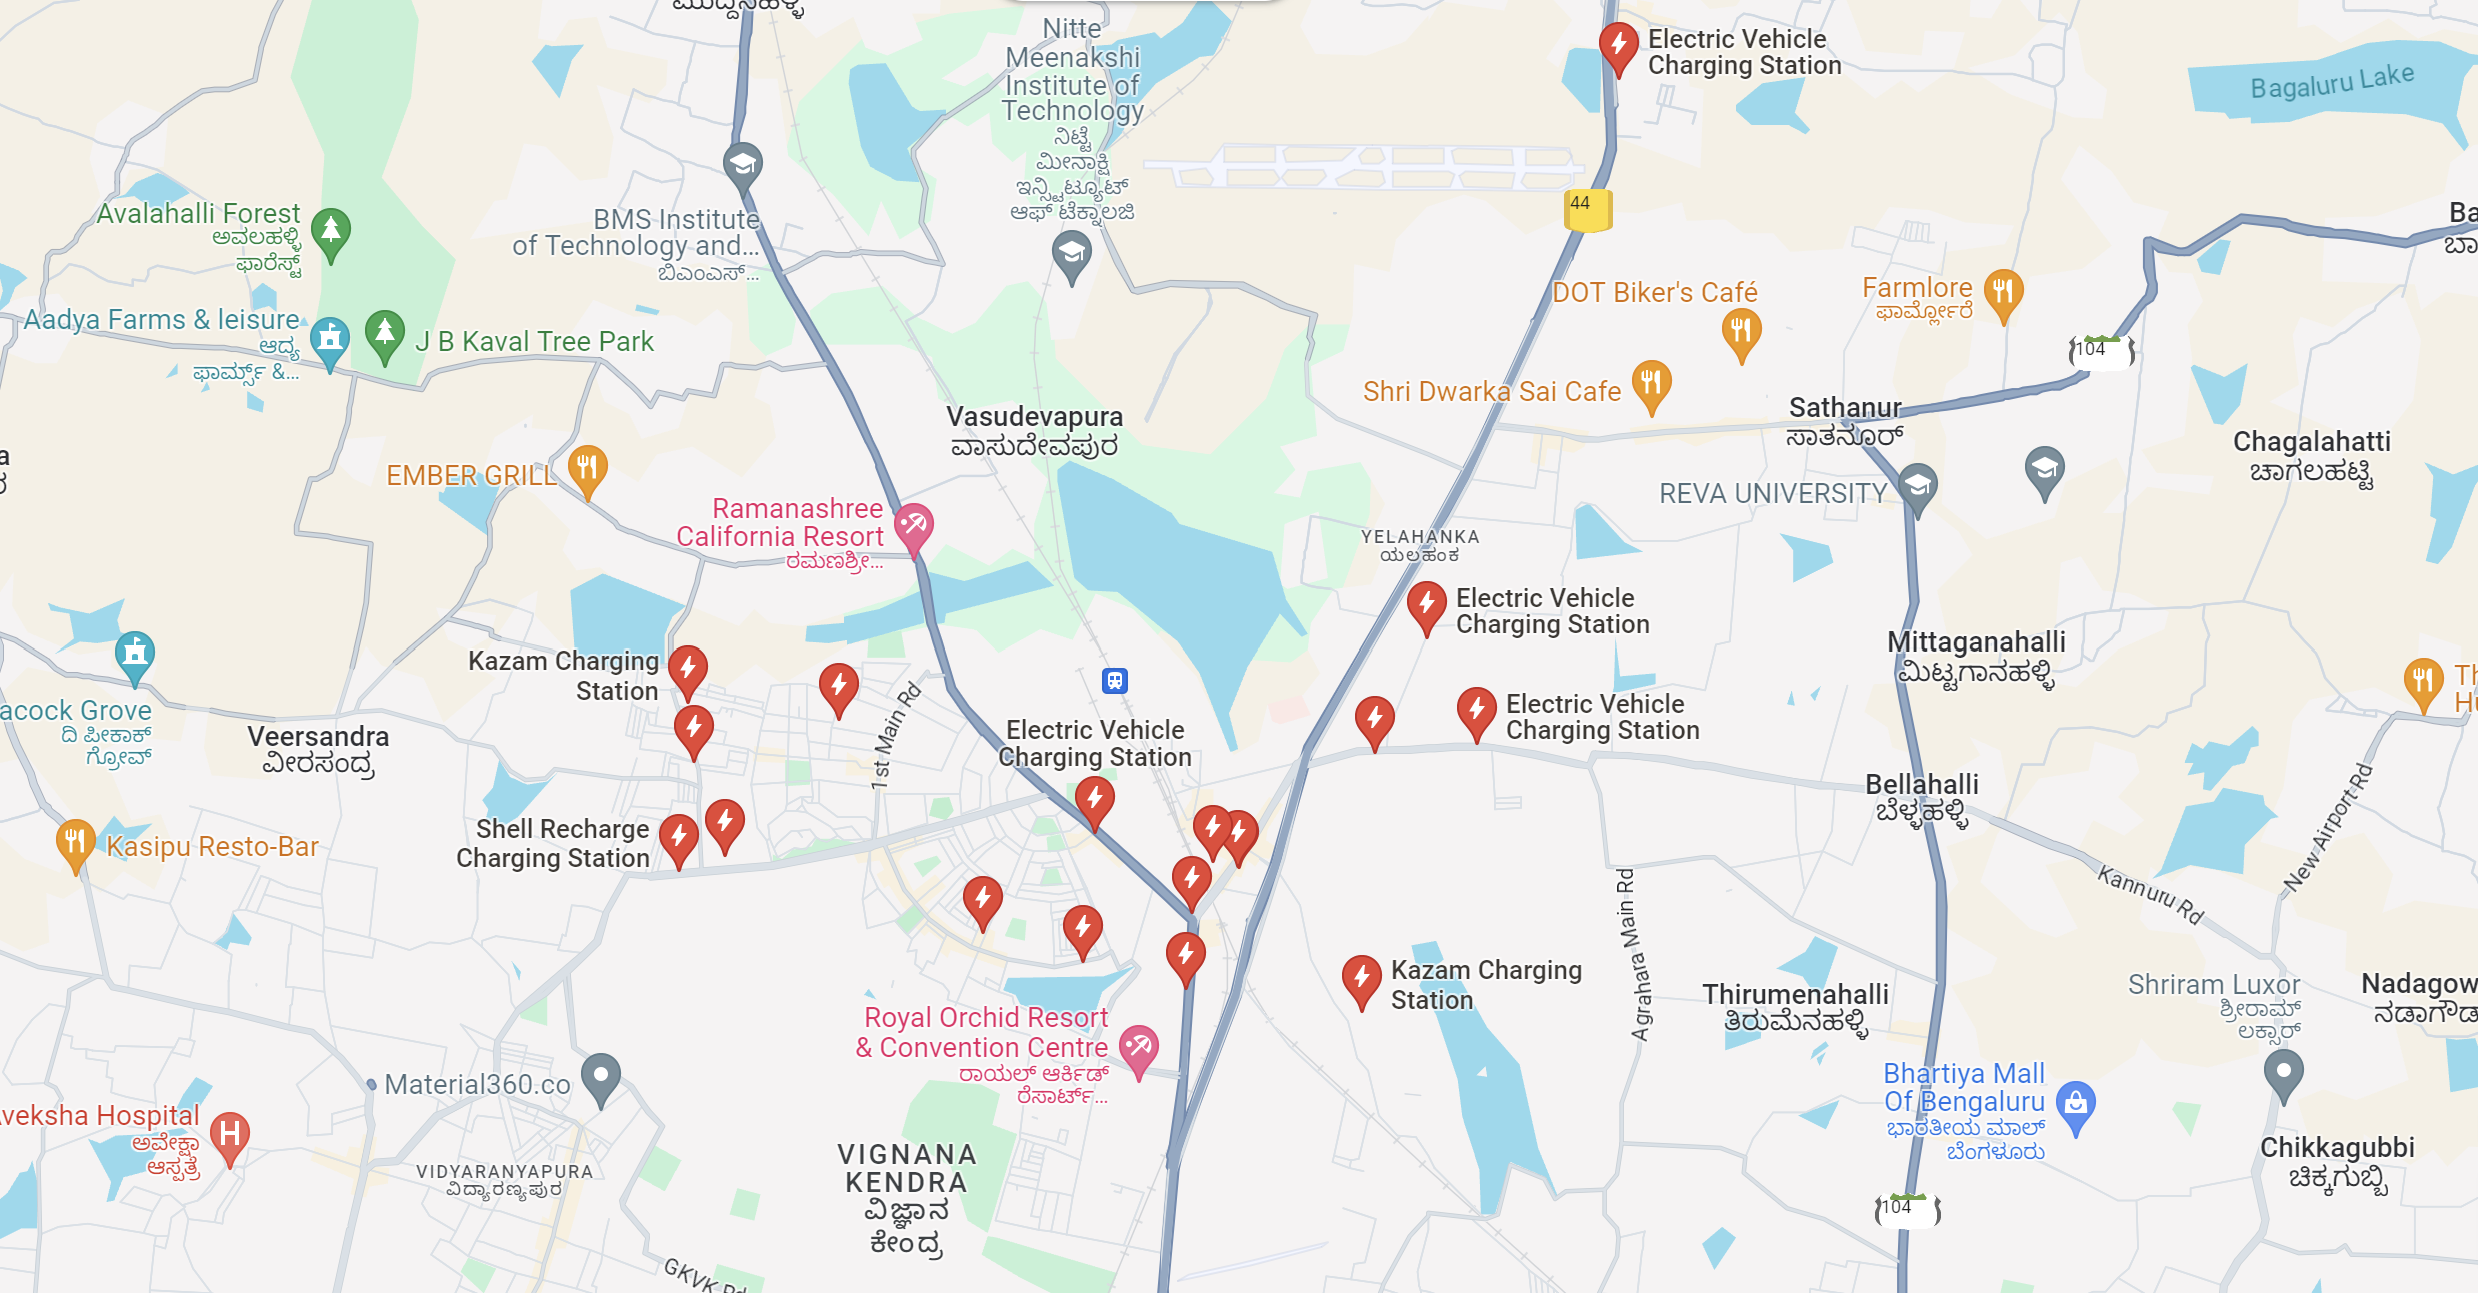 Nitte
Meenakshi
Institute of
Technology
ನಿಟ್ಟೆ
ಮೀನಾಕ್ಷಿ
ಇನ್ಸ್ಟಿಟ್ಯೂಟ್
ಆಫ್ ಟೆಕ್ನಾಲಜಿ
Electric Vehicle
Charging Station
Bagaluru Lake
44
Avalahalli Forest
ಅವಲಹಳ್ಳಿ
ಫಾರೆಸ್ಟ್
BMS Institute
of Technology and...
ಬಿಎಂಎಸ್...
Ba
ಬಾ
DOT Biker's Café
Farmlore
ಫಾರ್ಮ್ಲೋರೆ
Aadya Farms & leisure
ಆದ್ಯ
ಫಾರ್ಮ್ಸ್ &...
J B Kaval Tree Park
104
Shri Dwarka Sai Cafe
Sathanur
ಸಾತನೂರ್
Vasudevapura
ವಾಸುದೇವಪುರ
Chagalahatti
ಚಾಗಲಹಟ್ಟಿ
EMBER GRILL
REVA UNIVERSITY
Ramanashree
California Resort
ರಮಣಶ್ರೀ...
YELAHANKA
ಯಲಹಂಕ
Electric Vehicle
Charging Station
Mittaganahalli
ಮಿಟ್ಟಗಾನಹಳ್ಳಿ
Kazam Charging
Station
Th
Hu
acock Grove
ದಿ ಪೀಕಾಕ್
ಗ್ರೋವ್
Veersandra
ವೀರಸಂದ್ರ
1st Main Rd
Electric Vehicle
Charging Station
Electric Vehicle
Charging Station
Bellahalli
ಬೆಳ್ಳಹಳ್ಳಿ
New Airport Rd
Kasipu Resto-Bar
Shell Recharge
Charging Station
Kannuru Rd
Agrahara Main Rd
Kazam Charging
Station
Thirumenahalli
ತಿರುಮೆನಹಳ್ಳಿ
Shriram Luxor
ಶ್ರೀರಾಮ್
ಲಕ್ಸಾರ್
Nadagow
ನಡಾಗೌಡ
Royal Orchid Resort
& Convention Centre
ರಾಯಲ್ ಆರ್ಕಿಡ್
ರೆಸಾರ್ಟ್...
Material360.co
Bhartiya Mall
Of Bengaluru
ಭಾರತೀಯ ಮಾಲ್
ಬೆಂಗಳೂರು
Aveksha Hospital
ಅವೇಕ್ಷಾ
ಆಸ್ಪತ್ರೆ
H
VIDYARANYAPURA
ವಿದ್ಯಾರಣ್ಯಪುರ
VIGNANA
KENDRA
ವಿಜ್ಞಾನ
ಕೇಂದ್ರ
Chikkagubbi
ಚಿಕ್ಕಗುಬ್ಬಿ
104
GKVK Rd